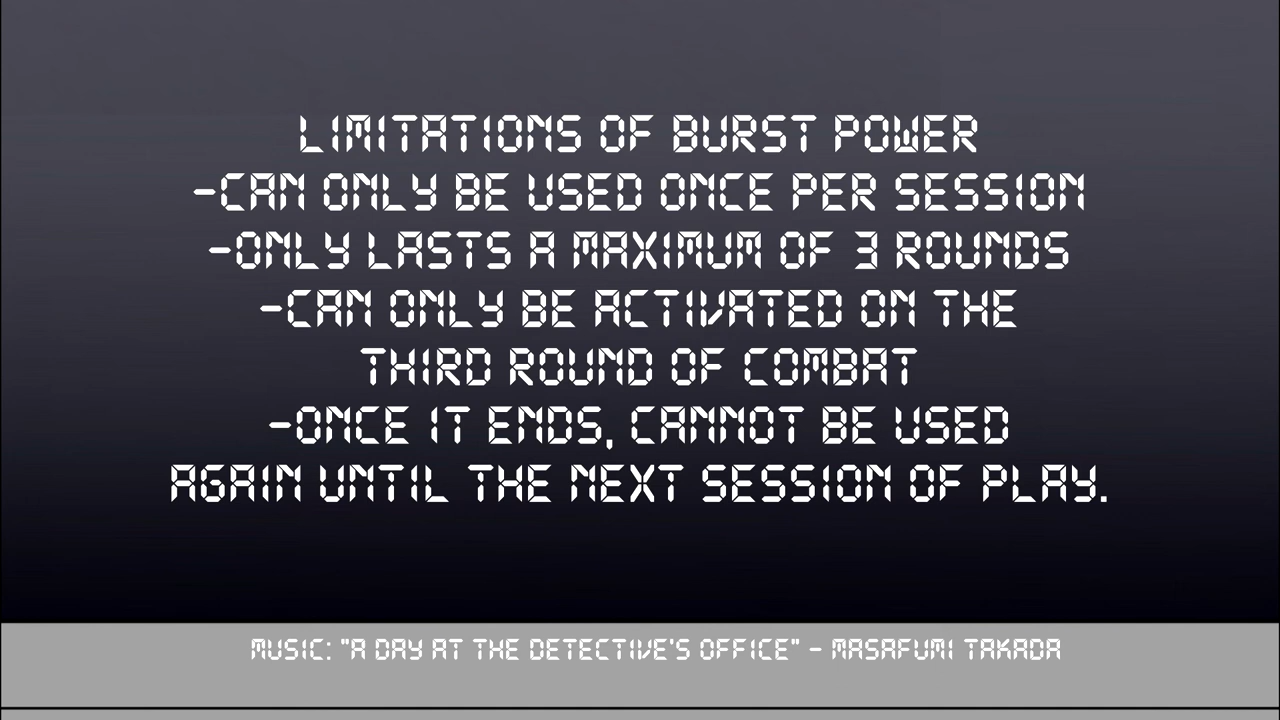 LIMITATIONS OF BURST POWER
-CAN ONLY BE USED ONCE PER SESSION
-ONLY LASTS A MAXIMUM OF 3 ROUNDS
-CAN ONLY BE ACTIVATED ON THE
THIRD ROUND OF COMBAT
-ONCE IT ENDS, CANNOT BE USED
AGAIN UNTIL THE NEXT SESSION OF PLAY.
MUSIC: "A DAY AT THE DETECTIVE'S OFFICE" - MASAFUMI TAKADA